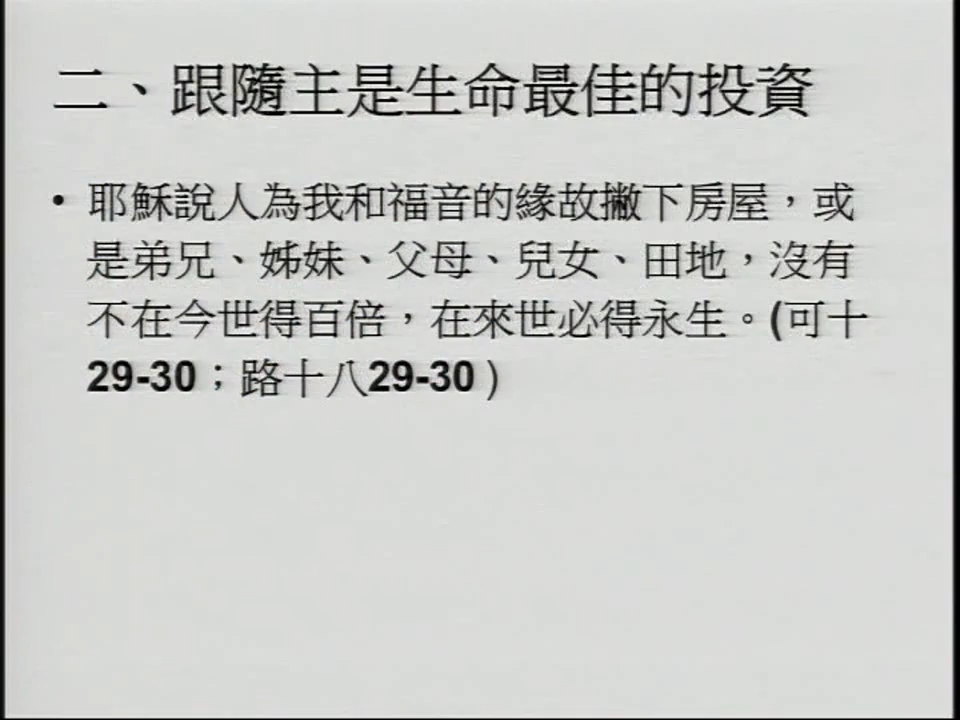 二、跟隨主是生命最佳的投資
• 耶穌說人為我和福音的緣故撇下房屋，或
是弟兄、姊妹、父母、兒女、田地，沒有
不在今世得百倍，在來世必得永生。(可十
29-30；路十八29-30 )